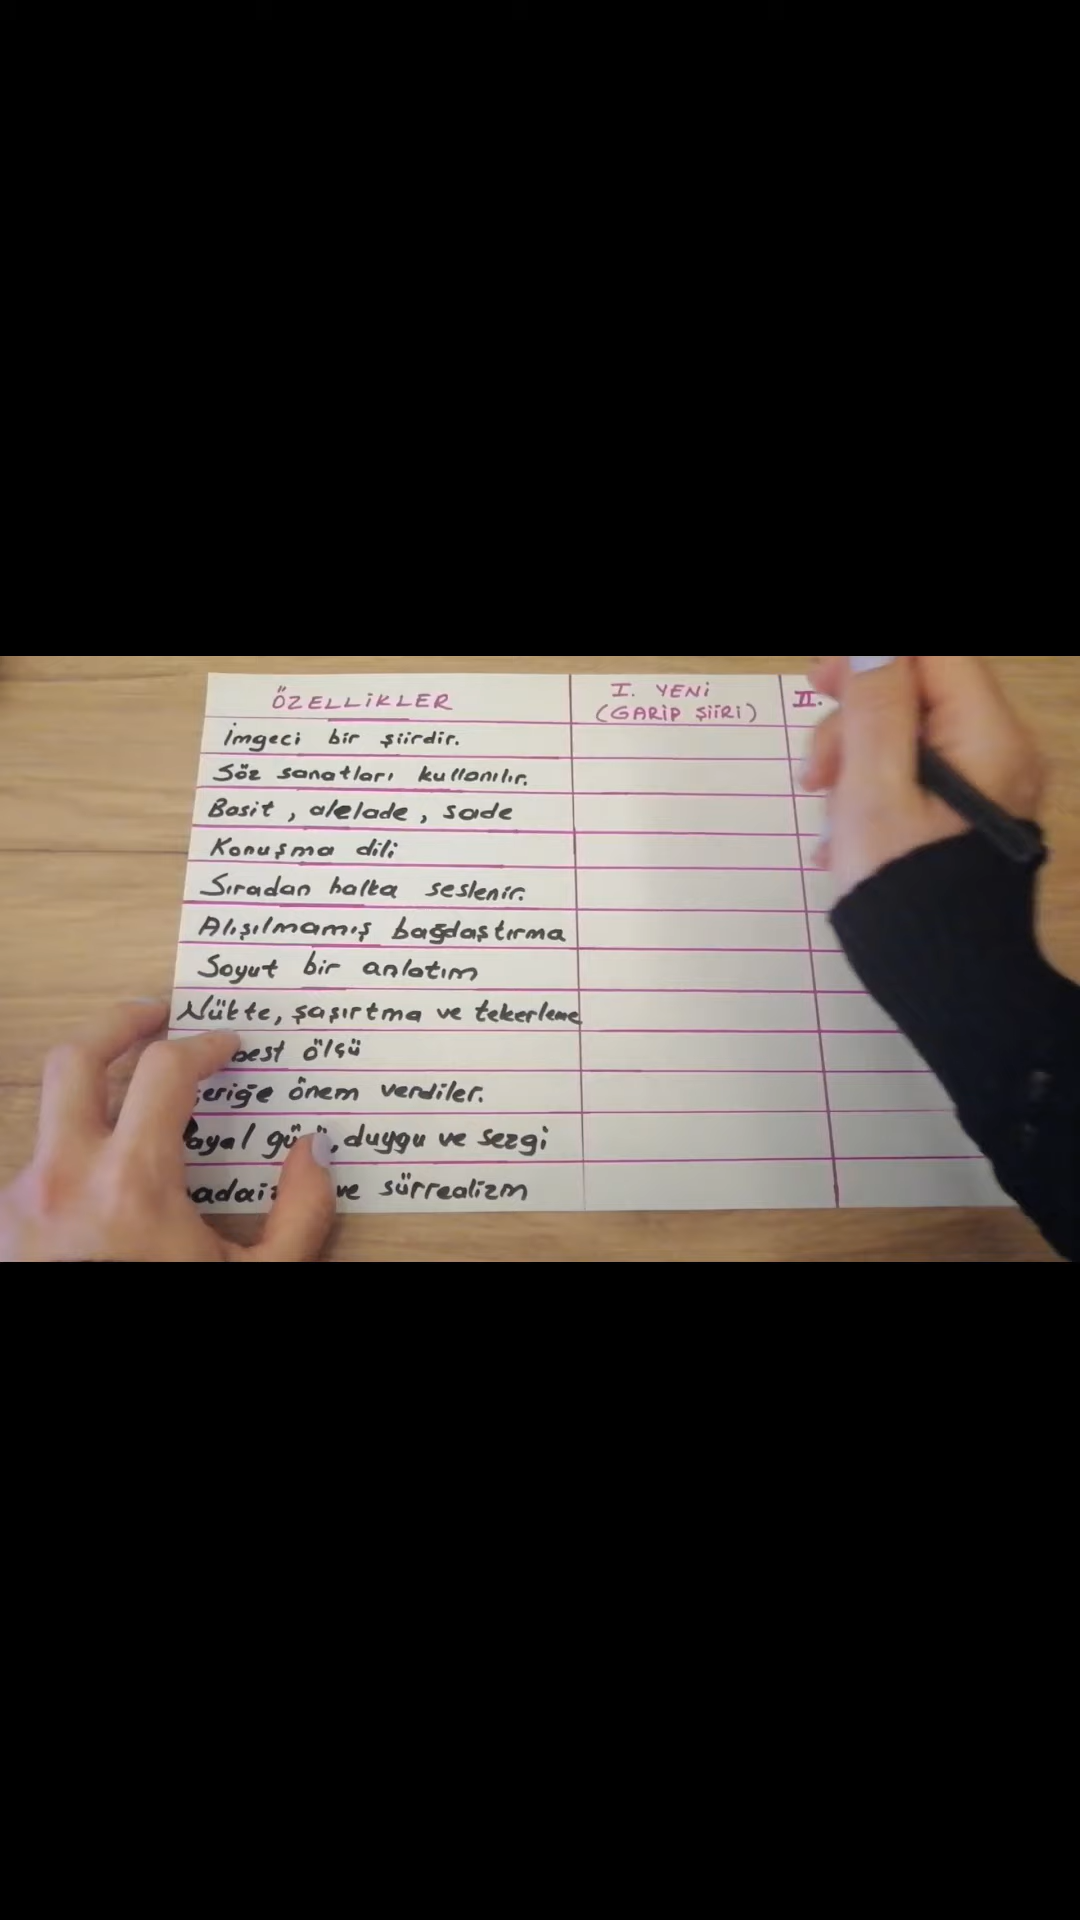 ÖZELLİKLER
I. YENİ
(GARİP ŞİİRİ)
II.
İmgeci bir şiirdir.
Söz sanatları kullanılır.
Basit, alelade, sade
Konuşma dili
Sıradan halka seslenir.
Alışılmamış bağdaştırma
Soyut bir anlatım
Nükte, şaşırtma ve tekerleme
ölçü
önem verdiler.
duygu ve sezgi
ve sürrealizm